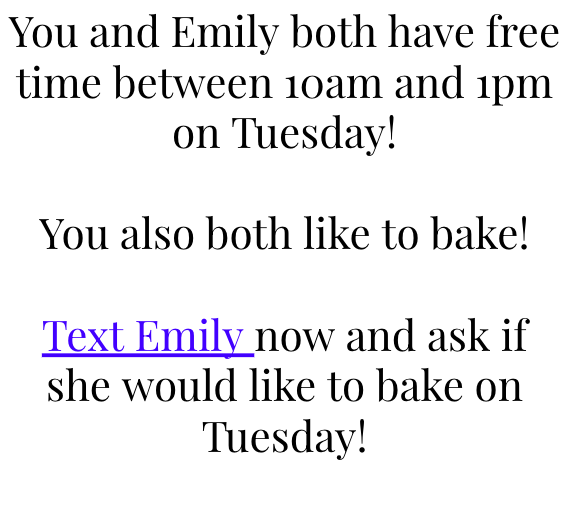 You and Emily both have free
time between 10am and 1pm
on Tuesday!
You also both like to bake!
Text Emily now and ask if
she would like to bake on
Tuesday!